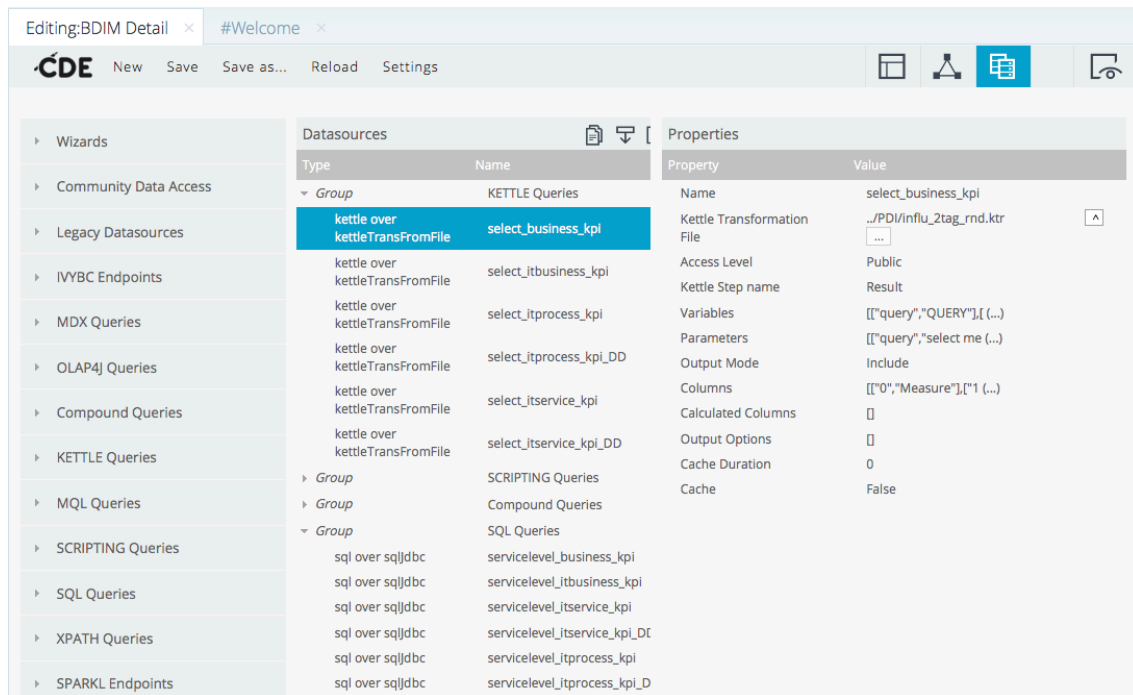 Editing:BDIM Detail × #Welcome ×
CDE New Save Save as... Reload Settings
Wizards
Community Data Access
Legacy Datasources
IVYBC Endpoints
MDX Queries
OLAP4J Queries
Compound Queries
KETTLE Queries
MQL Queries
SCRIPTING Queries
SQL Queries
XPATH Queries
SPARKL Endpoints
Datasources
Type Name
Group KETTLE Queries
kettle over
kettleTransFromFile select_business_kpi
kettle over
kettleTransFromFile select_itbusiness_kpi
kettle over
kettleTransFromFile select_itprocess_kpi
kettle over
kettleTransFromFile select_itprocess_kpi_DD
kettle over
kettleTransFromFile select_itservice_kpi
kettle over
kettleTransFromFile select_itservice_kpi_DD
Group SCRIPTING Queries
Group Compound Queries
Group SQL Queries
sql over sqlJdbc servicelevel_business_kpi
sql over sqlJdbc servicelevel_itbusiness_kpi
sql over sqlJdbc servicelevel_itservice_kpi
sql over sqlJdbc servicelevel_itservice_kpi_DD
sql over sqlJdbc servicelevel_itprocess_kpi
sql over sqlJdbc servicelevel_itprocess_kpi_D
Properties
Property Value
Name select_business_kpi
Kettle Transformation ../PDI/influ_2tag_rnd.ktr ^
File ...
Access Level Public
Kettle Step name Result
Variables [["query","QUERY"],[ (...)
Parameters [["query","select me (...)
Output Mode Include
Columns [["0","Measure"],["1 (...)
Calculated Columns []
Output Options []
Cache Duration 0
Cache False